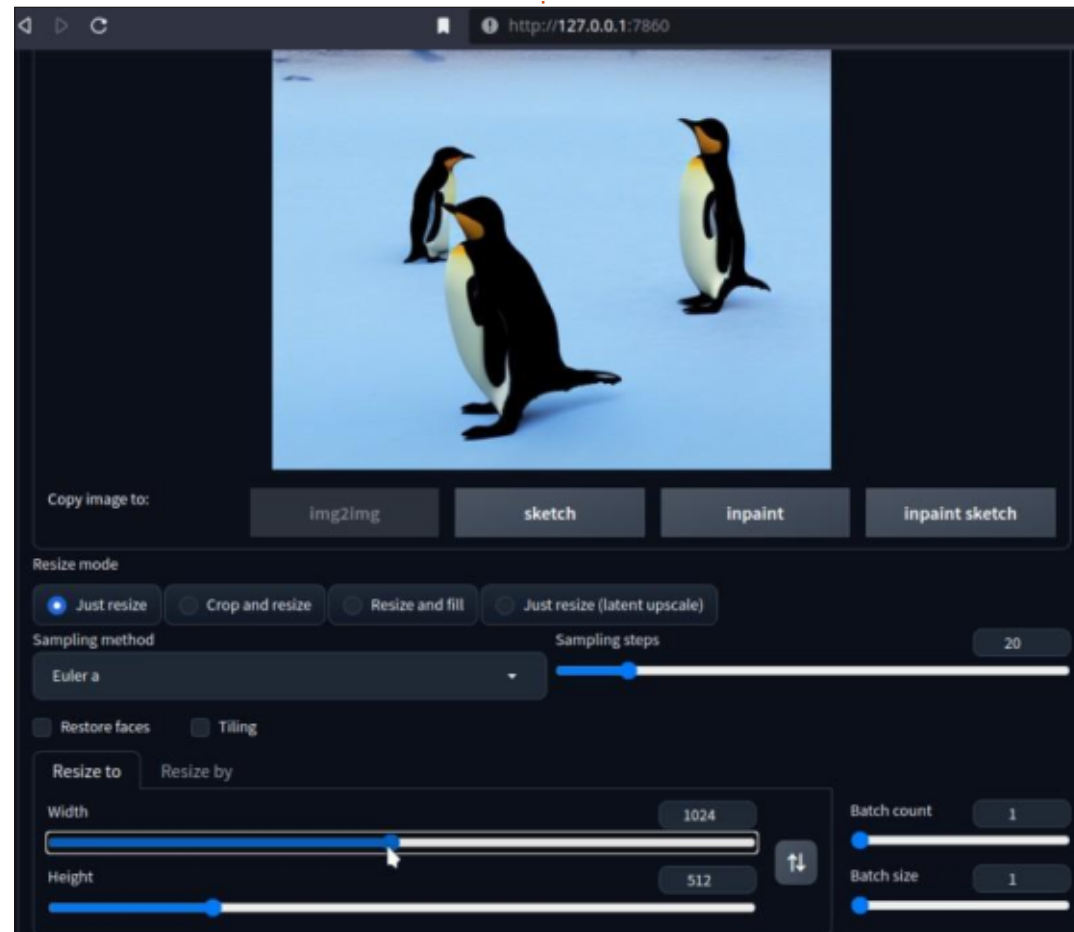 http://127.0.0.1:7860
Copy image to:
img2img sketch inpaint inpaint sketch
Resize mode
Just resize Crop and resize Resize and fill Just resize (latent upscale)
Sampling method Sampling steps 20
Euler a
Restore faces Tiling
Resize to Resize by
Width 1024 Batch count 1
Height 512 Batch size 1